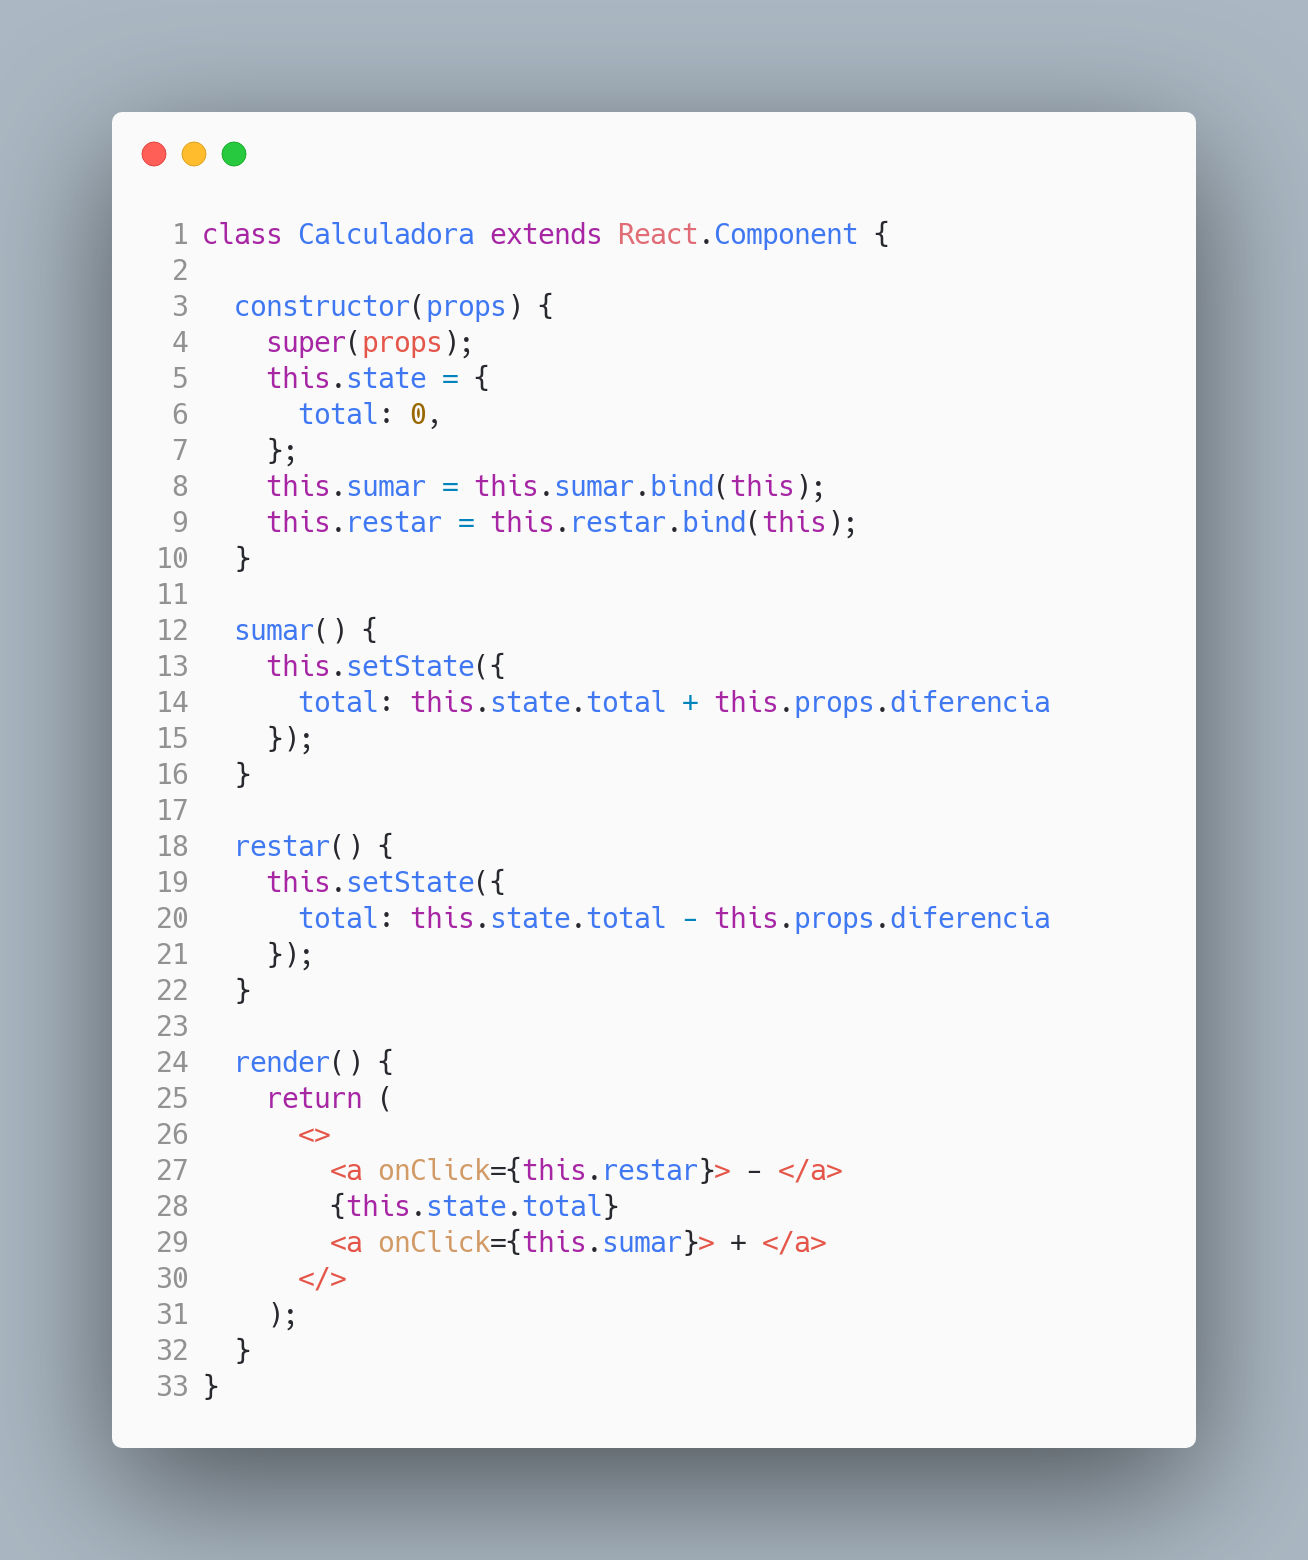 1 class Calculadora extends React.Component {
2
3   constructor(props) {
4     super(props);
5     this.state = {
6       total: 0,
7     };
8     this.sumar = this.sumar.bind(this);
9     this.restar = this.restar.bind(this);
10   }
11
12   sumar() {
13     this.setState({
14       total: this.state.total + this.props.diferencia
15     });
16   }
17
18   restar() {
19     this.setState({
20       total: this.state.total - this.props.diferencia
21     });
22   }
23
24   render() {
25     return (
26       <>
27         <a onClick={this.restar}> - </a>
28         {this.state.total}
29         <a onClick={this.sumar}> + </a>
30       </>
31     );
32   }
33 }